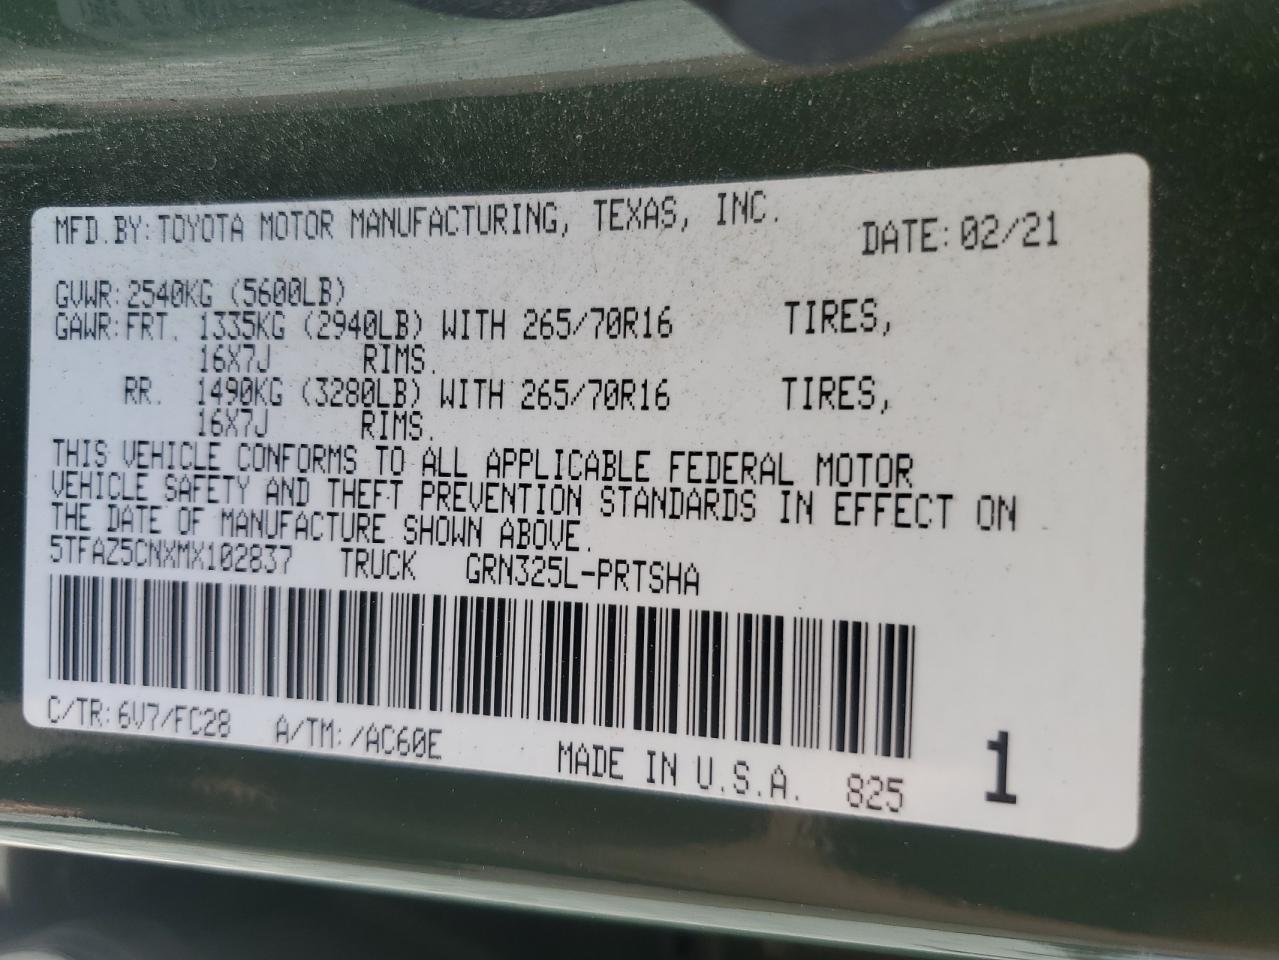 MFD.BY:TOYOTA MOTOR MANUFACTURING, TEXAS, INC. DATE:02/21
GVWR:2540KG (5600LB)
GAWR:FRT. 1335KG (2940LB) WITH 265/70R16 TIRES,
16X7J RIMS.
RR. 1490KG (3280LB) WITH 265/70R16 TIRES,
16X7J RIMS.
THIS VEHICLE CONFORMS TO ALL APPLICABLE FEDERAL MOTOR
VEHICLE SAFETY AND THEFT PREVENTION STANDARDS IN EFFECT ON
THE DATE OF MANUFACTURE SHOWN ABOVE.
5TFAZ5CNXMX102837 TRUCK GRN325L-PRTSHA
C/TR:6V7/FC28 A/TM:/AC60E MADE IN U.S.A. 825 1